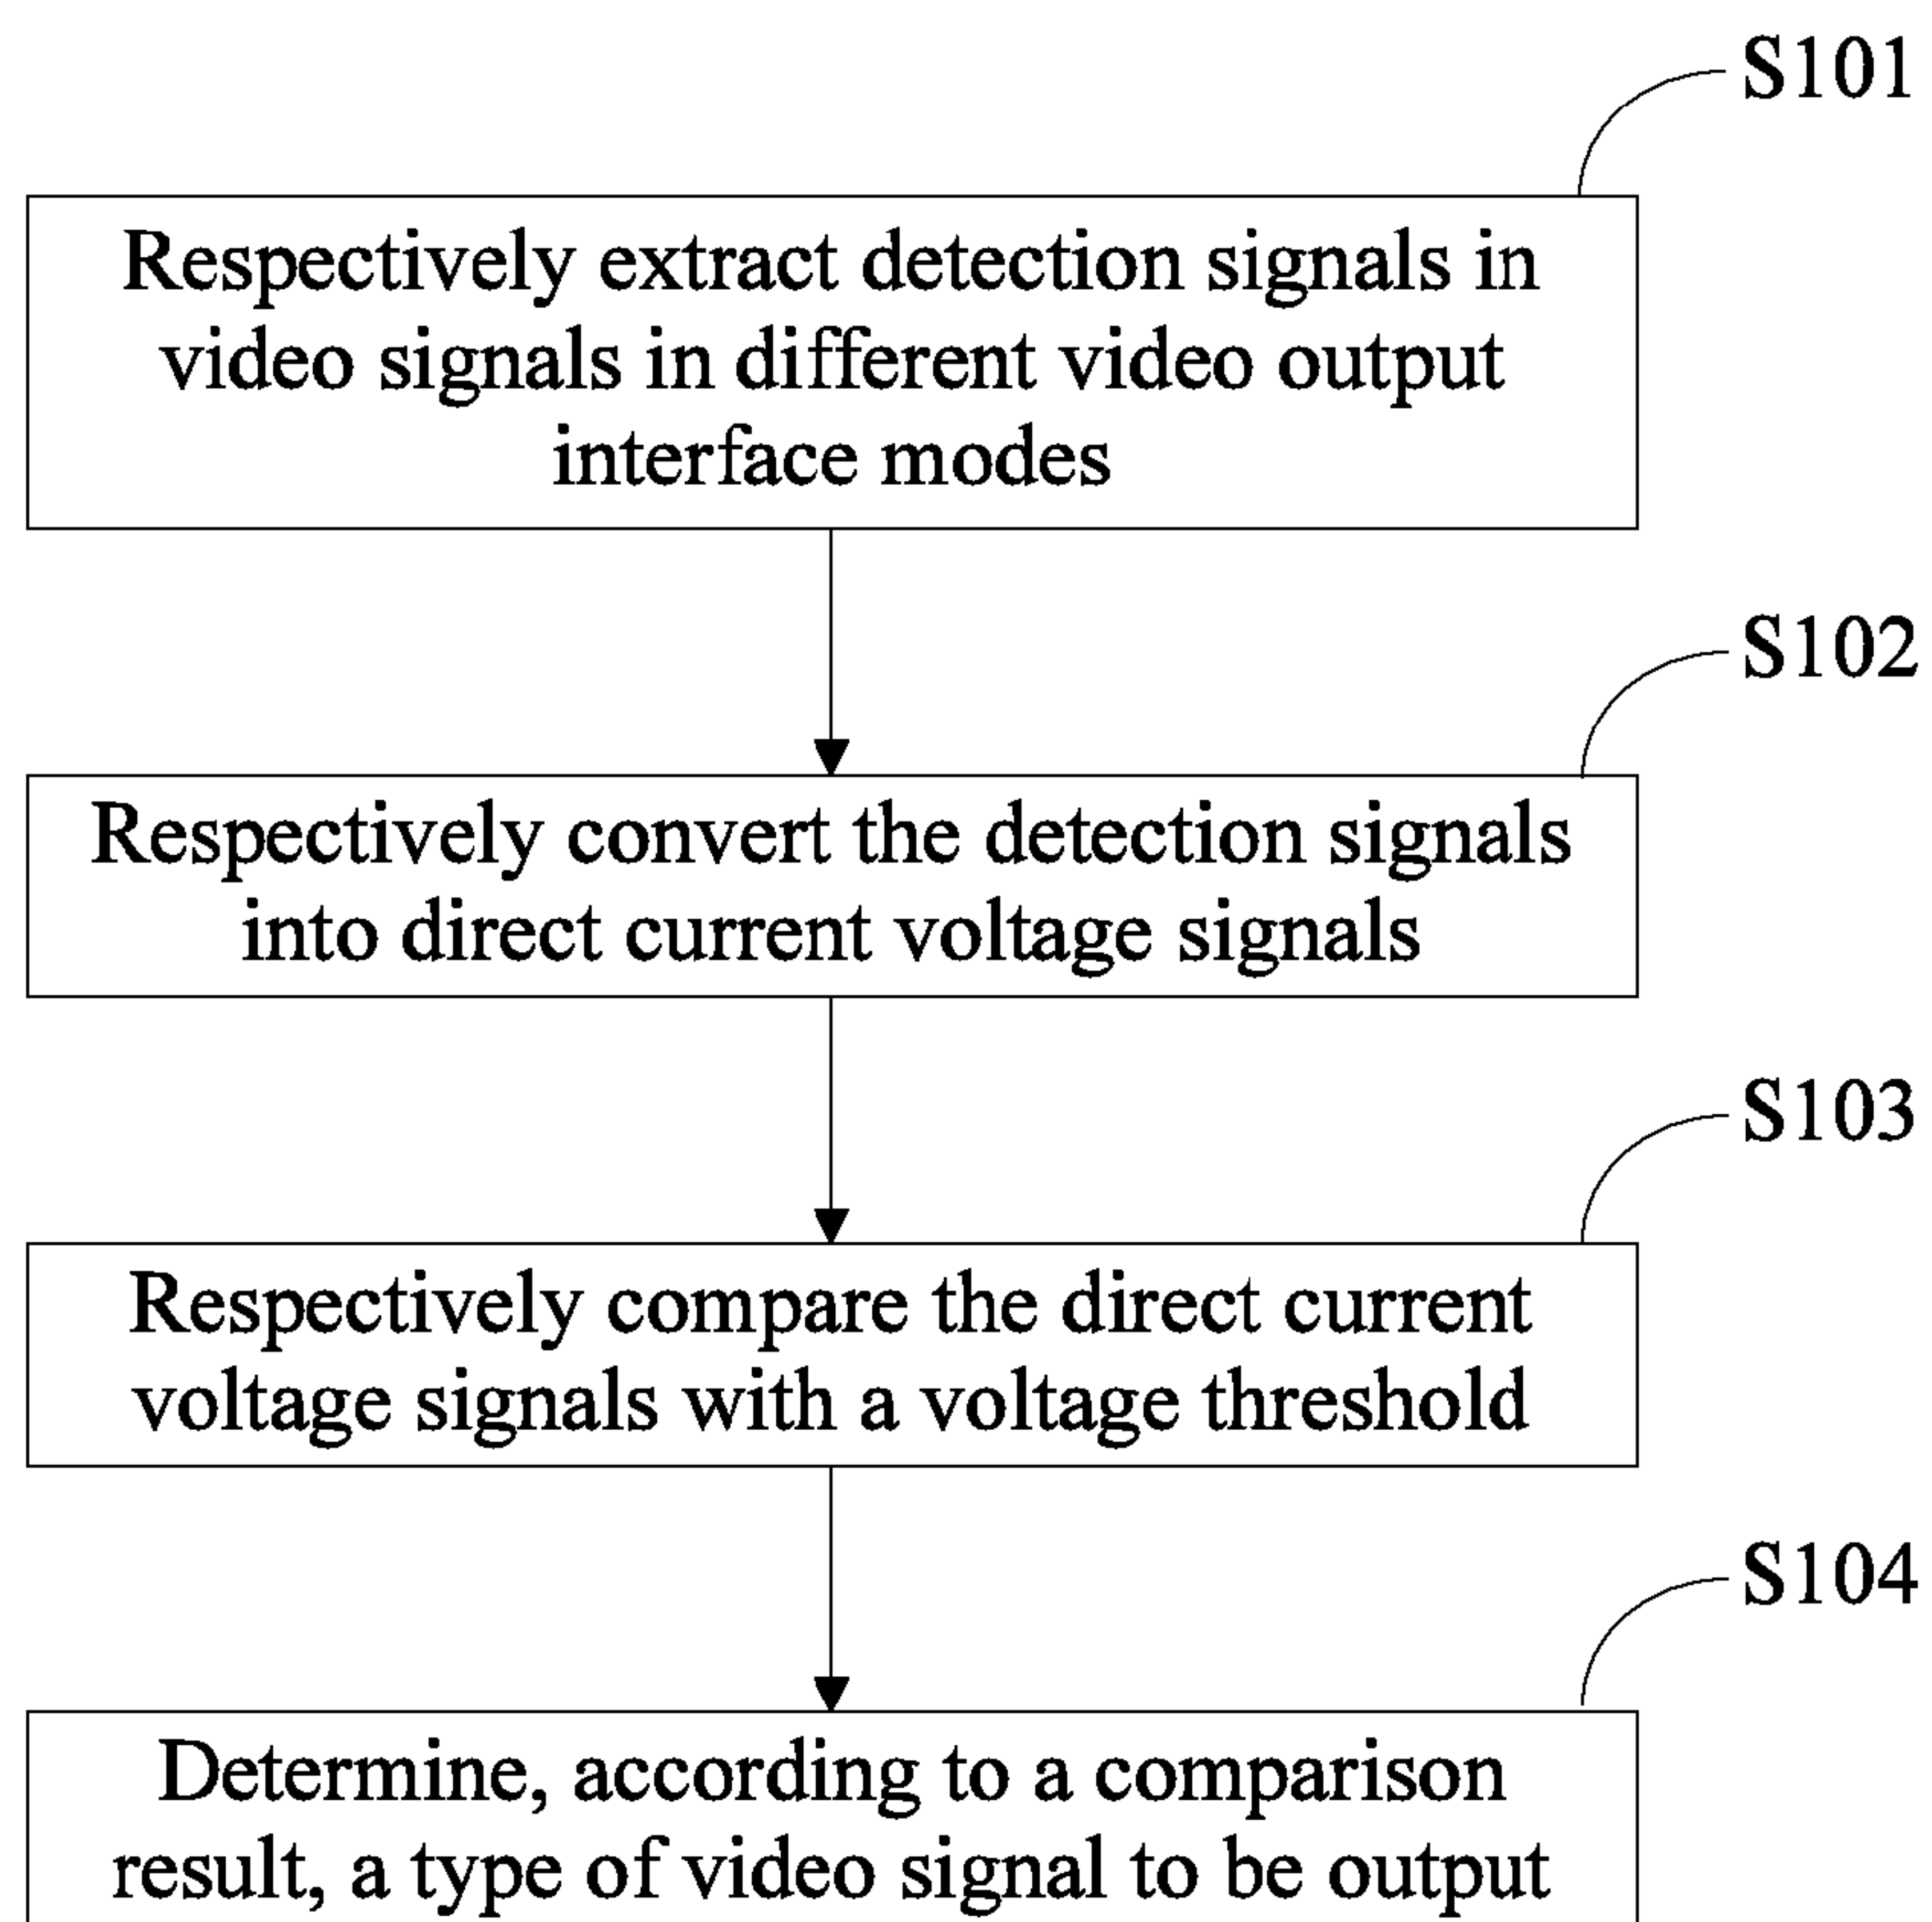 S101
Respectively extract detection signals in
video signals in different video output
interface modes
S102
Respectively convert the detection signals
into direct current voltage signals
S103
Respectively compare the direct current
voltage signals with a voltage threshold
S104
Determine, according to a comparison
result, a type of video signal to be output